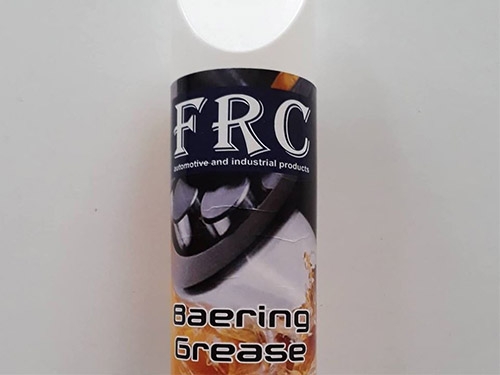 FRC
automotive and industrial products
Baering
Grease